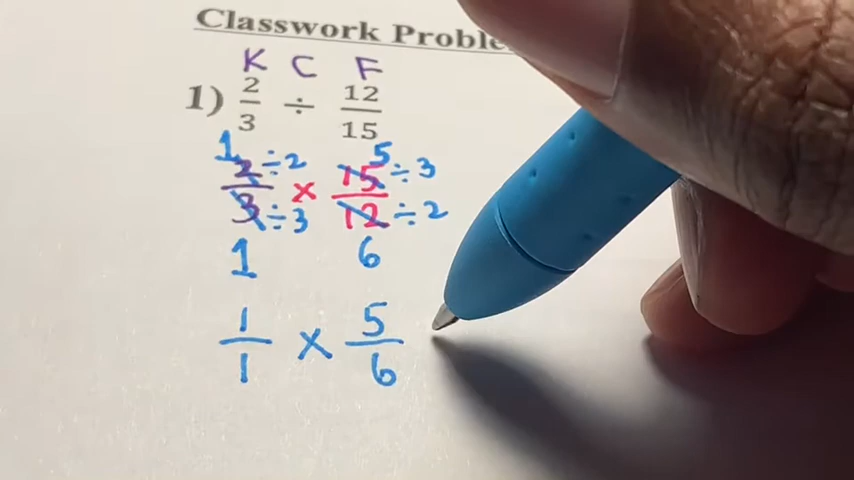 Classwork Proble
K C F
1) 2/3 ÷ 12/15
1 5
2 ÷2 × 15 ÷3
3 ÷3 12 ÷2
1 6
1/1 × 5/6